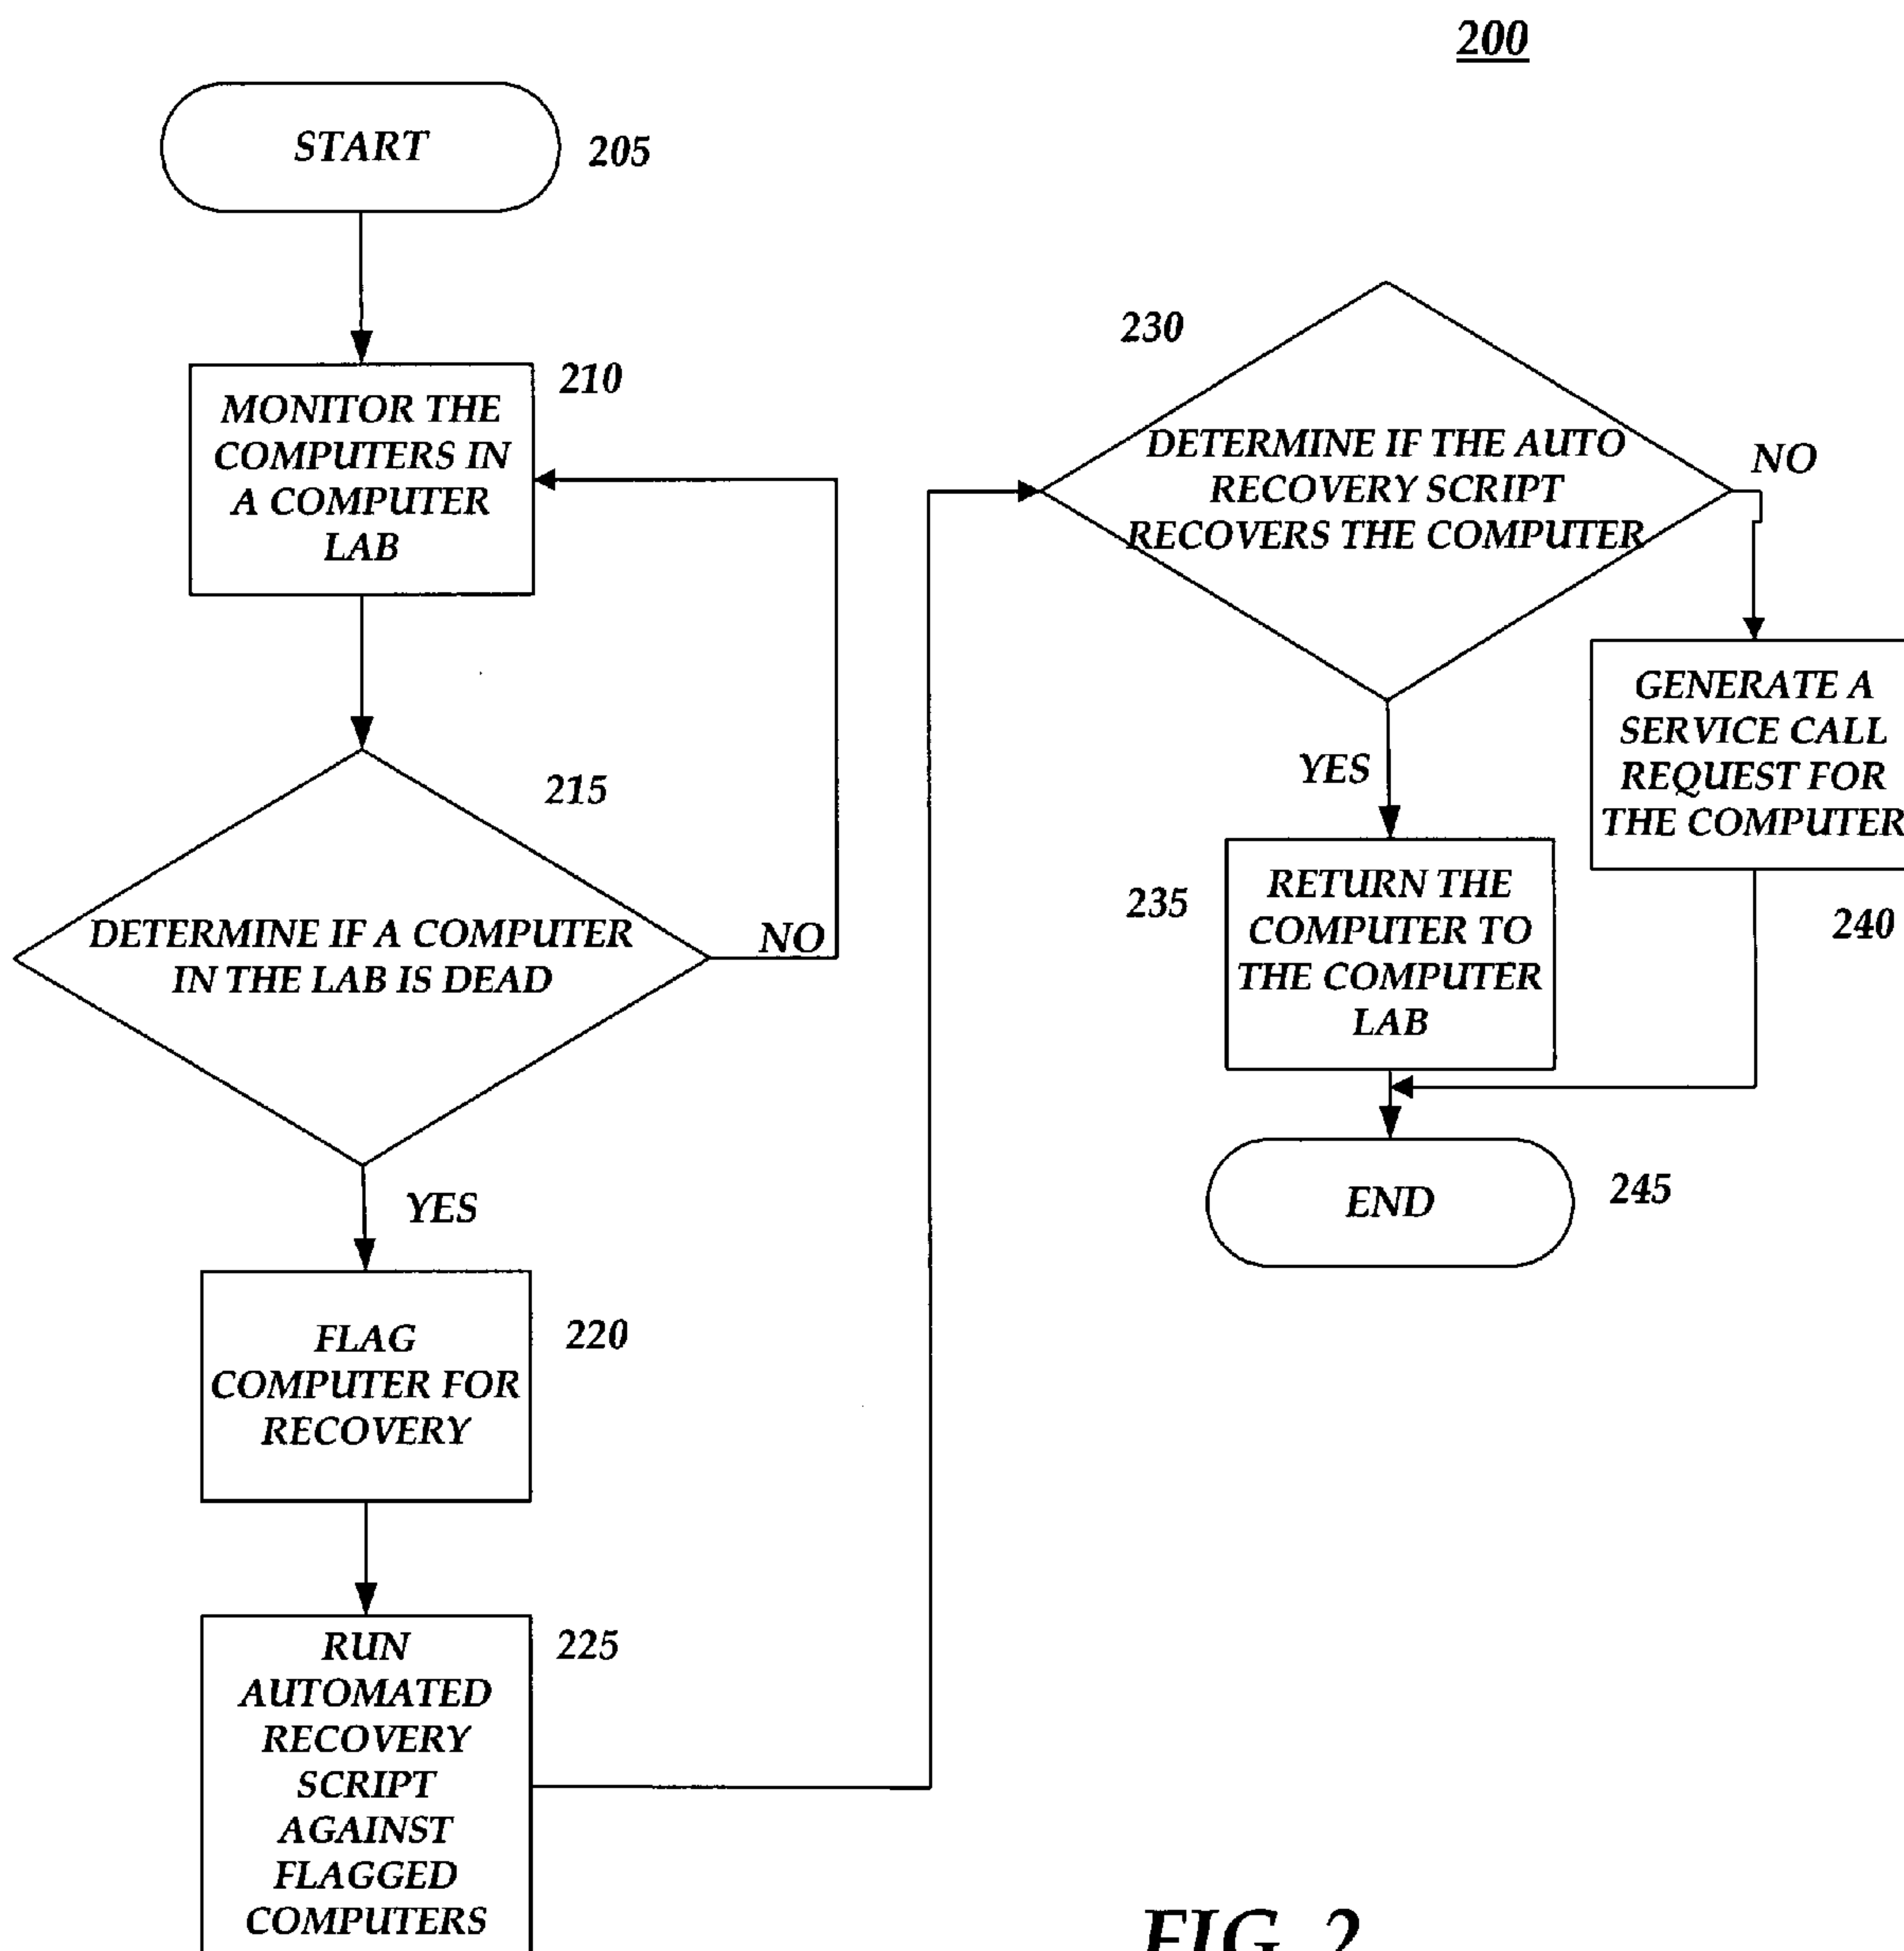 200
START
205
210
MONITOR THE
COMPUTERS IN
A COMPUTER
LAB
215
DETERMINE IF A COMPUTER
IN THE LAB IS DEAD
NO
YES
FLAG
COMPUTER FOR
RECOVERY
220
RUN
AUTOMATED
RECOVERY
SCRIPT
AGAINST
FLAGGED
COMPUTERS
225
230
DETERMINE IF THE AUTO
RECOVERY SCRIPT
RECOVERS THE COMPUTER
NO
YES
GENERATE A
SERVICE CALL
REQUEST FOR
THE COMPUTER
240
235
RETURN THE
COMPUTER TO
THE COMPUTER
LAB
END
245
FIG. 2